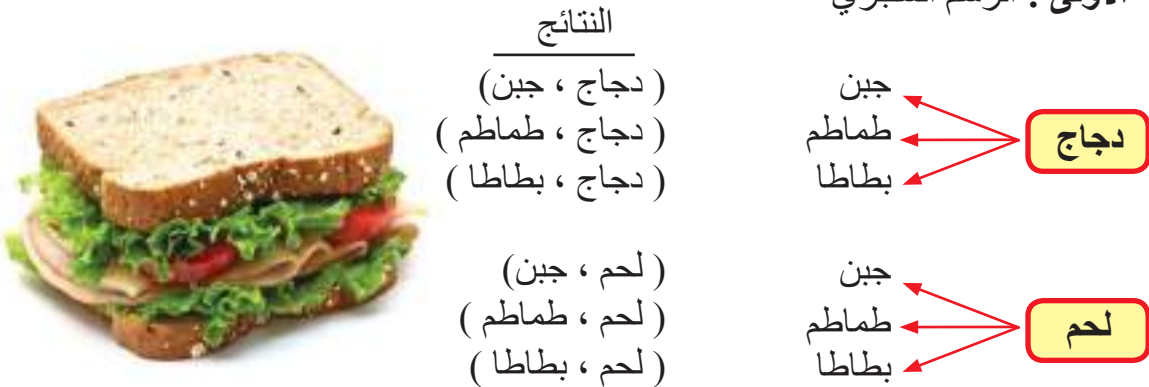 النتائج
دجاج
جبن
طماطم
بطاطا
( دجاج ، جبن)
( دجاج ، طماطم )
( دجاج ، بطاطا )
لحم
جبن
طماطم
بطاطا
( لحم ، جبن)
( لحم ، طماطم )
( لحم ، بطاطا )